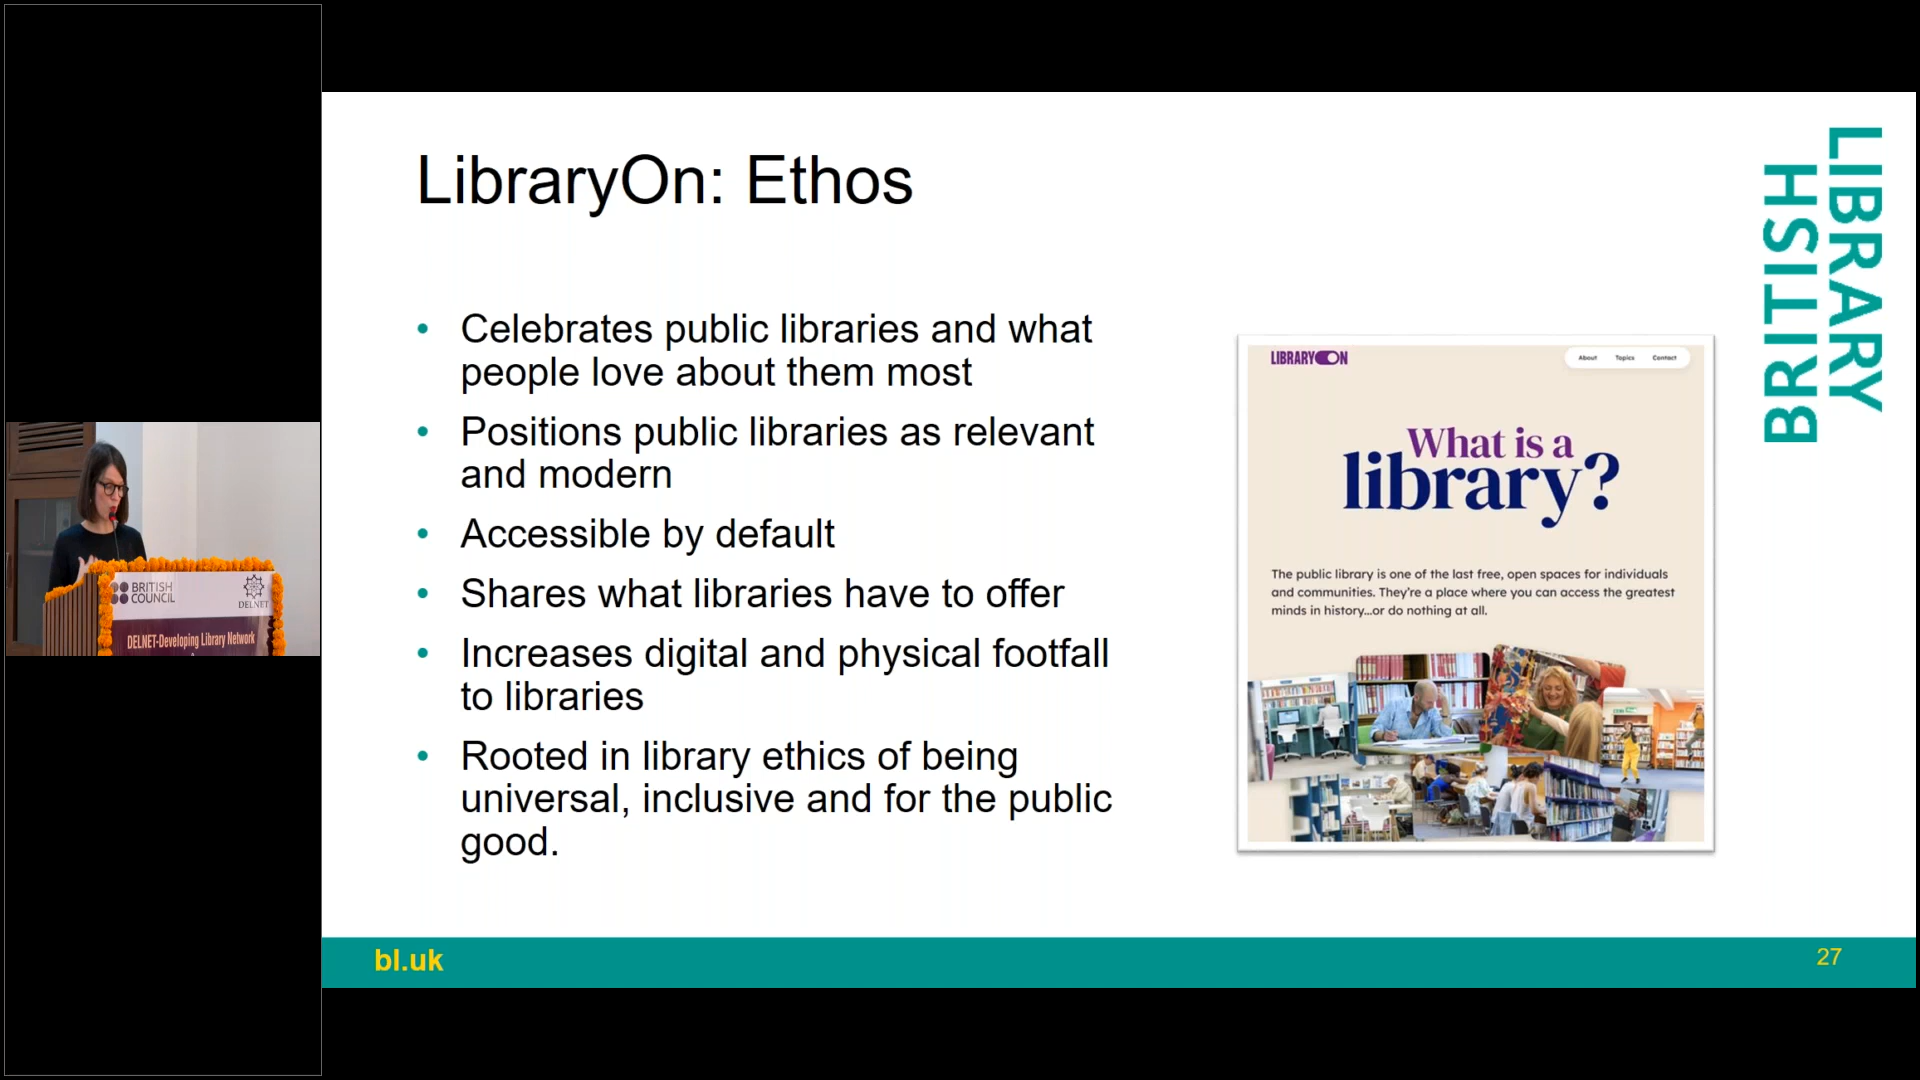 LibraryOn: Ethos
• Celebrates public libraries and what
people love about them most
• Positions public libraries as relevant
and modern
• Accessible by default
• Shares what libraries have to offer
• Increases digital and physical footfall
to libraries
• Rooted in library ethics of being
universal, inclusive and for the public
good.
BRITISH
LIBRARY
LIBRARYON
About Topics Contact
What is a
library?
The public library is one of the last free, open spaces for individuals
and communities. They're a place where you can access the greatest
minds in history...or do nothing at all.
bl.uk
27
BRITISH
COUNCIL
DELNET
DELNET-Developing Library Network